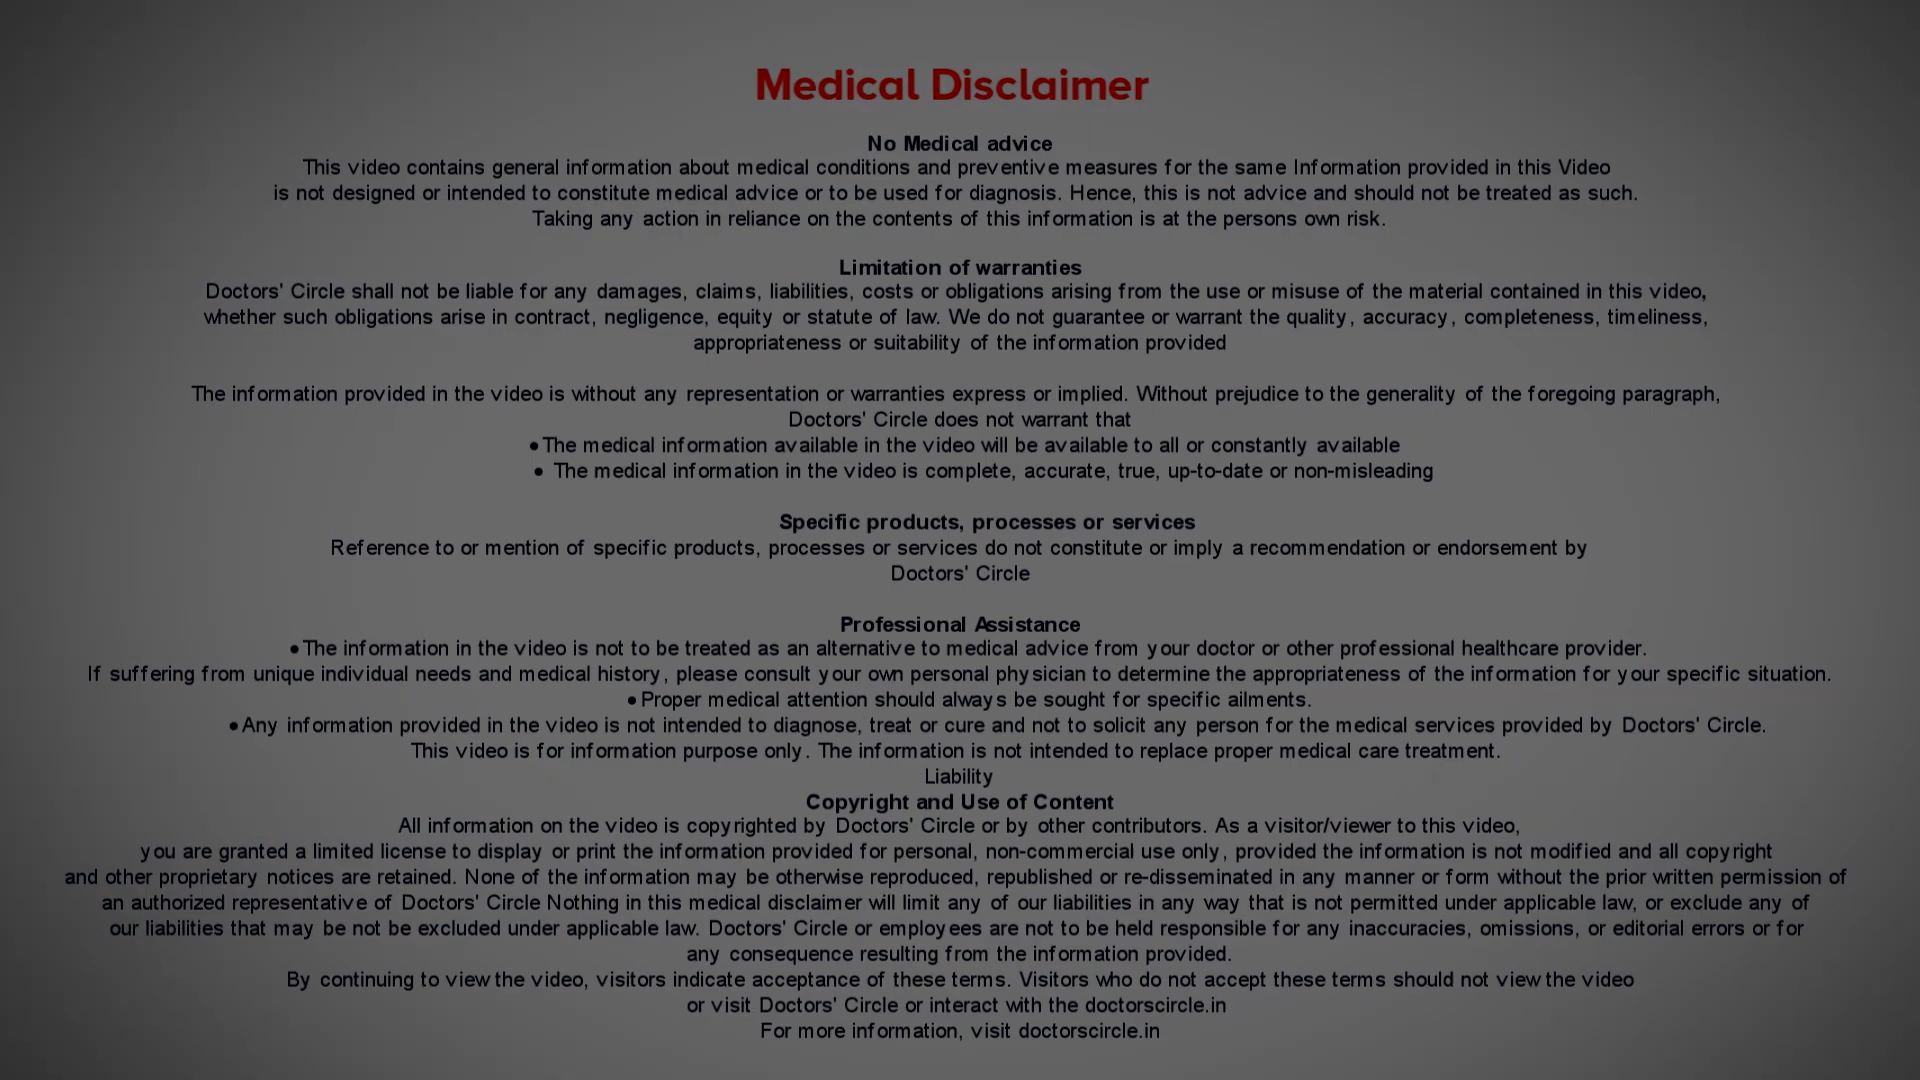 Medical Disclaimer
No Medical advice
This video contains general information about medical conditions and preventive measures for the same Information provided in this Video
is not designed or intended to constitute medical advice or to be used for diagnosis. Hence, this is not advice and should not be treated as such.
Taking any action in reliance on the contents of this information is at the persons own risk.
Limitation of warranties
Doctors' Circle shall not be liable for any damages, claims, liabilities, costs or obligations arising from the use or misuse of the material contained in this video,
whether such obligations arise in contract, negligence, equity or statute of law. We do not guarantee or warrant the quality, accuracy, completeness, timeliness,
appropriateness or suitability of the information provided
The information provided in the video is without any representation or warranties express or implied. Without prejudice to the generality of the foregoing paragraph,
Doctors' Circle does not warrant that
•The medical information available in the video will be available to all or constantly available
• The medical information in the video is complete, accurate, true, up-to-date or non-misleading
Specific products, processes or services
Reference to or mention of specific products, processes or services do not constitute or imply a recommendation or endorsement by
Doctors' Circle
Professional Assistance
•The information in the video is not to be treated as an alternative to medical advice from your doctor or other professional healthcare provider.
If suffering from unique individual needs and medical history, please consult your own personal physician to determine the appropriateness of the information for your specific situation.
•Proper medical attention should always be sought for specific ailments.
•Any information provided in the video is not intended to diagnose, treat or cure and not to solicit any person for the medical services provided by Doctors' Circle.
This video is for information purpose only. The information is not intended to replace proper medical care treatment.
Liability
Copyright and Use of Content
All information on the video is copyrighted by Doctors' Circle or by other contributors. As a visitor/viewer to this video,
you are granted a limited license to display or print the information provided for personal, non-commercial use only, provided the information is not modified and all copyright
and other proprietary notices are retained. None of the information may be otherwise reproduced, republished or re-disseminated in any manner or form without the prior written permission of
an authorized representative of Doctors' Circle Nothing in this medical disclaimer will limit any of our liabilities in any way that is not permitted under applicable law, or exclude any of
our liabilities that may be not be excluded under applicable law. Doctors' Circle or employees are not to be held responsible for any inaccuracies, omissions, or editorial errors or for
any consequence resulting from the information provided.
By continuing to view the video, visitors indicate acceptance of these terms. Visitors who do not accept these terms should not view the video
or visit Doctors' Circle or interact with the doctorscircle.in
For more information, visit doctorscircle.in